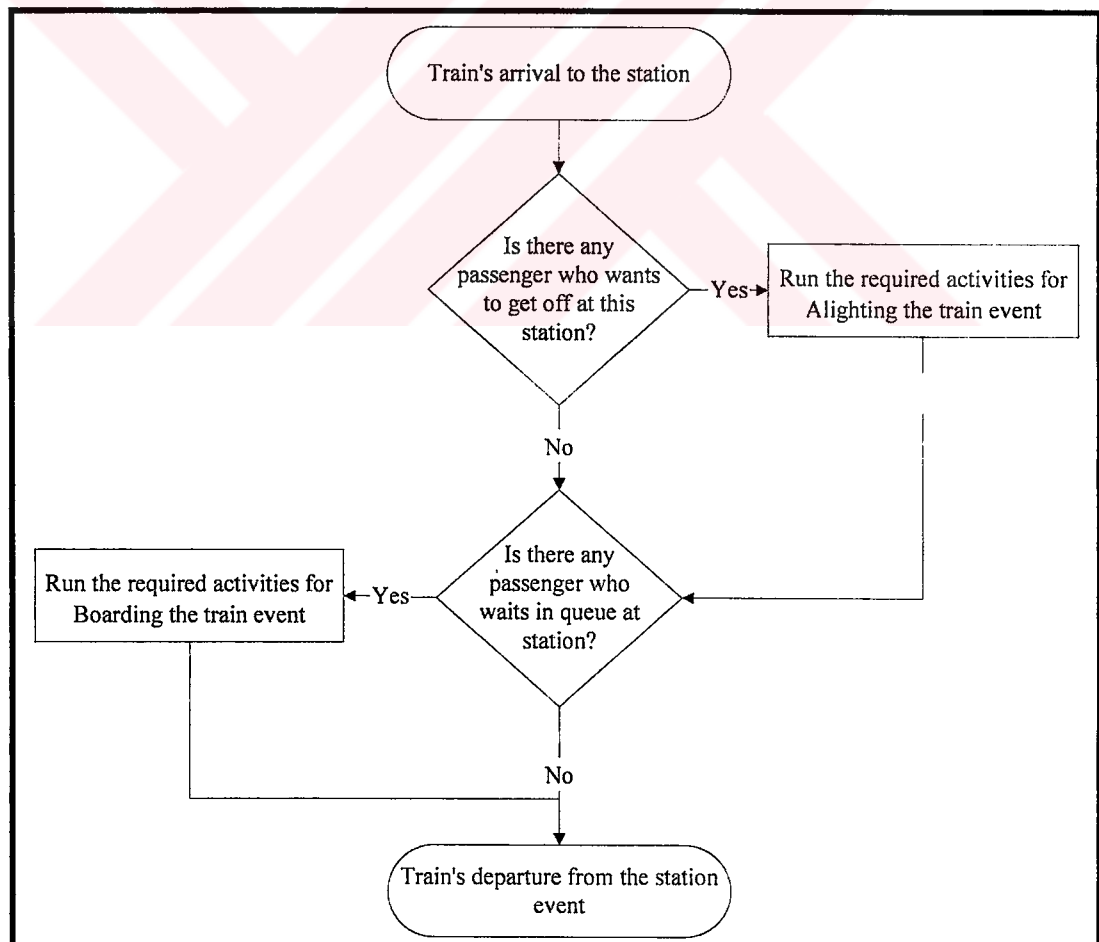 Train's arrival to the station
Is there any
passenger who wants
to get off at this
station?
Yes
Run the required activities for
Alighting the train event
No
Is there any
passenger who
waits in queue at
station?
Yes
Run the required activities for
Boarding the train event
No
Train's departure from the station
event